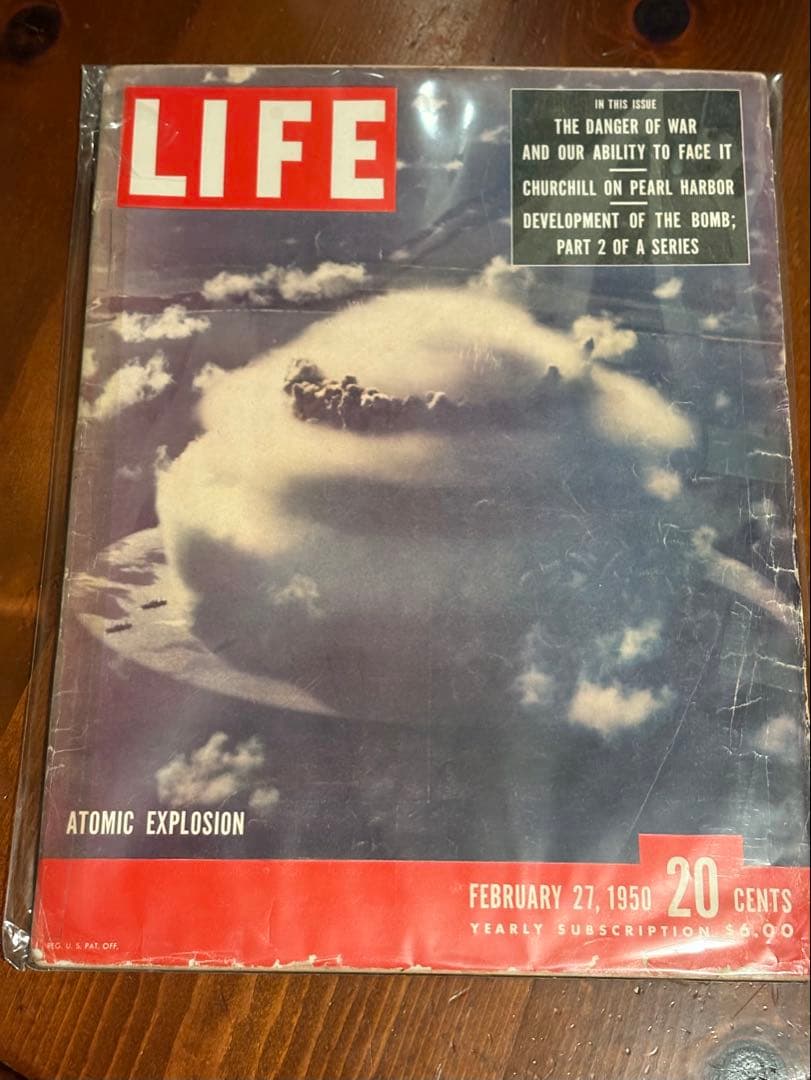 LIFE
IN THIS ISSUE
THE DANGER OF WAR
AND OUR ABILITY TO FACE IT
CHURCHILL ON PEARL HARBOR
DEVELOPMENT OF THE BOMB;
PART 2 OF A SERIES
ATOMIC EXPLOSION
FEBRUARY 27, 1950 20 CENTS
YEARLY SUBSCRIPTION $6.00
REG. U. S. PAT. OFF.